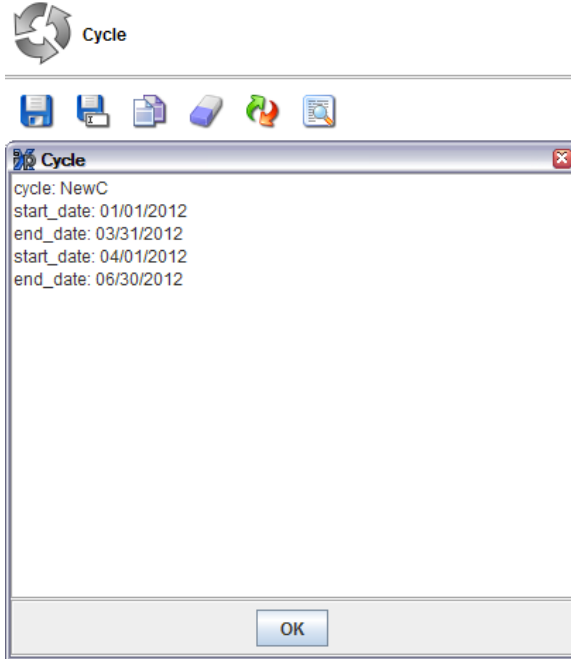 Cycle
Cycle
cycle: NewC
start_date: 01/01/2012
end_date: 03/31/2012
start_date: 04/01/2012
end_date: 06/30/2012
OK